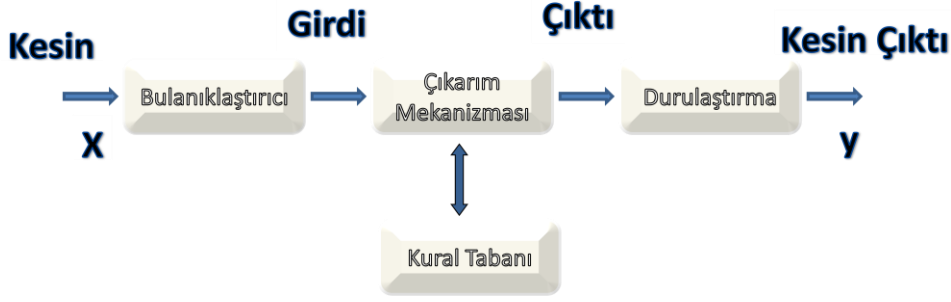 Kesin
Girdi
Çıktı
Kesin Çıktı
Bulanıklaştırıcı
Çıkarım
Mekanizması
Durulaştırma
X
y
Kural Tabanı